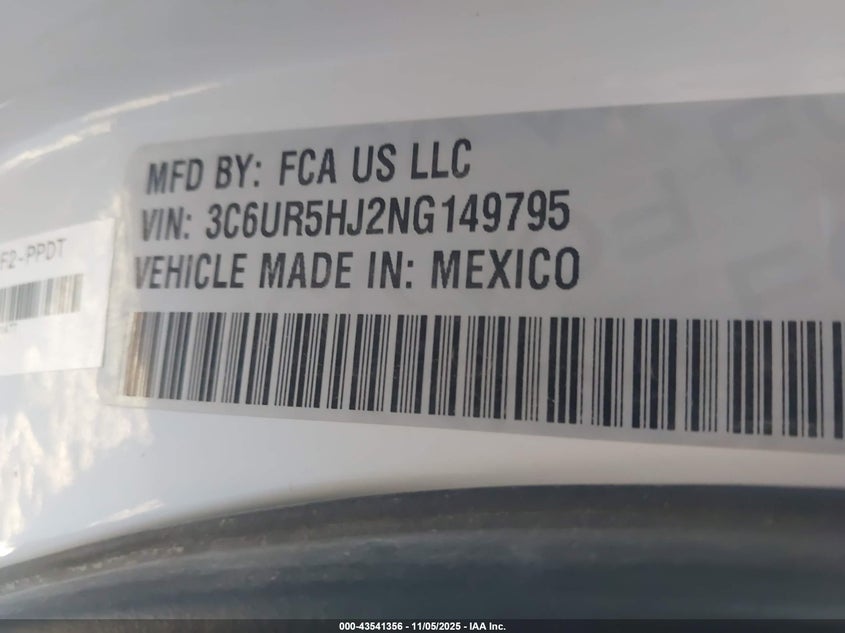 MFD BY: FCA US LLC
VIN: 3C6UR5HJ2NG149795
VEHICLE MADE IN: MEXICO
F2-PPDT
000-43541356 - 11/05/2025 - IAA Inc.